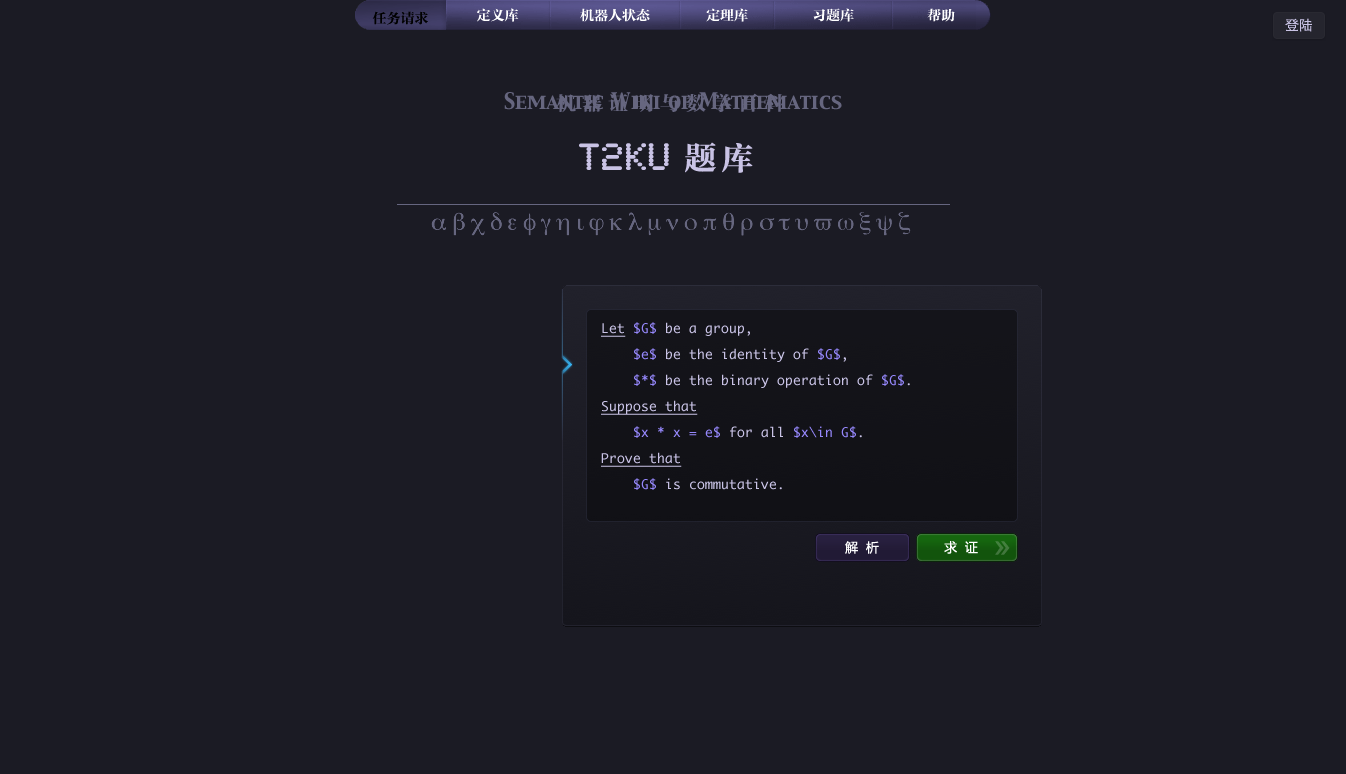 任务请求 定义库 机器人状态 定理库 习题库 帮助
登陆
Semantic Wiki of Mathematics
机器证明与数学百科
T2KU 题库
αβχδεϕγηιφκλμνοπθρστυϖωξψζ
Let $G$ be a group,
$e$ be the identity of $G$,
$*$ be the binary operation of $G$.
Suppose that
$x * x = e$ for all $x\in G$.
Prove that
$G$ is commutative.
解 析 求 证